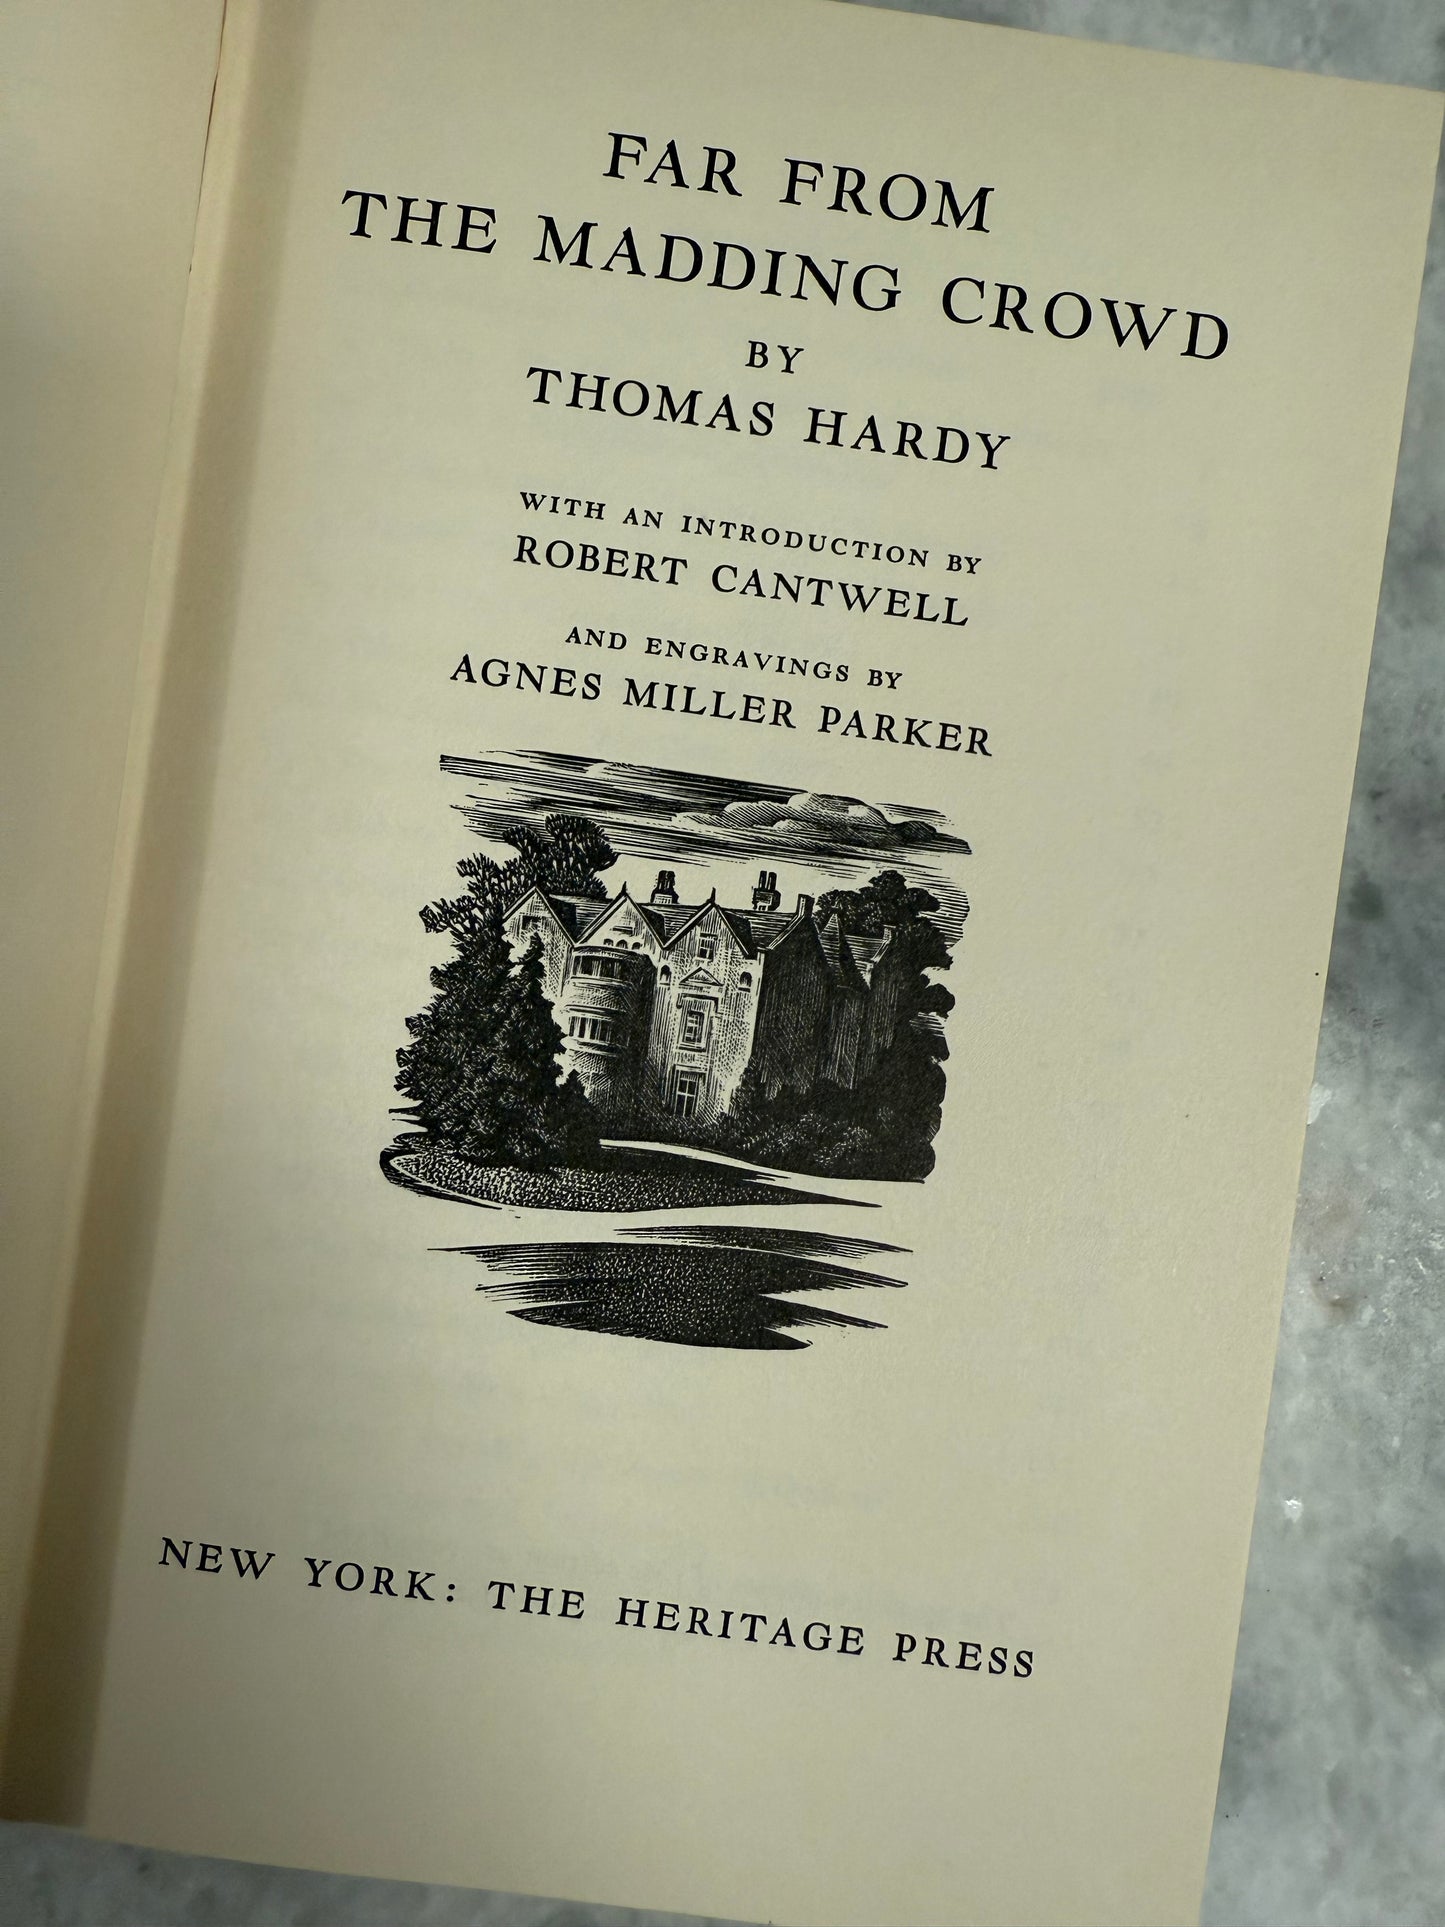 FAR FROM
THE MADDING CROWD
BY
THOMAS HARDY
WITH AN INTRODUCTION BY
ROBERT CANTWELL
AND ENGRAVINGS BY
AGNES MILLER PARKER
NEW YORK: THE HERITAGE PRESS